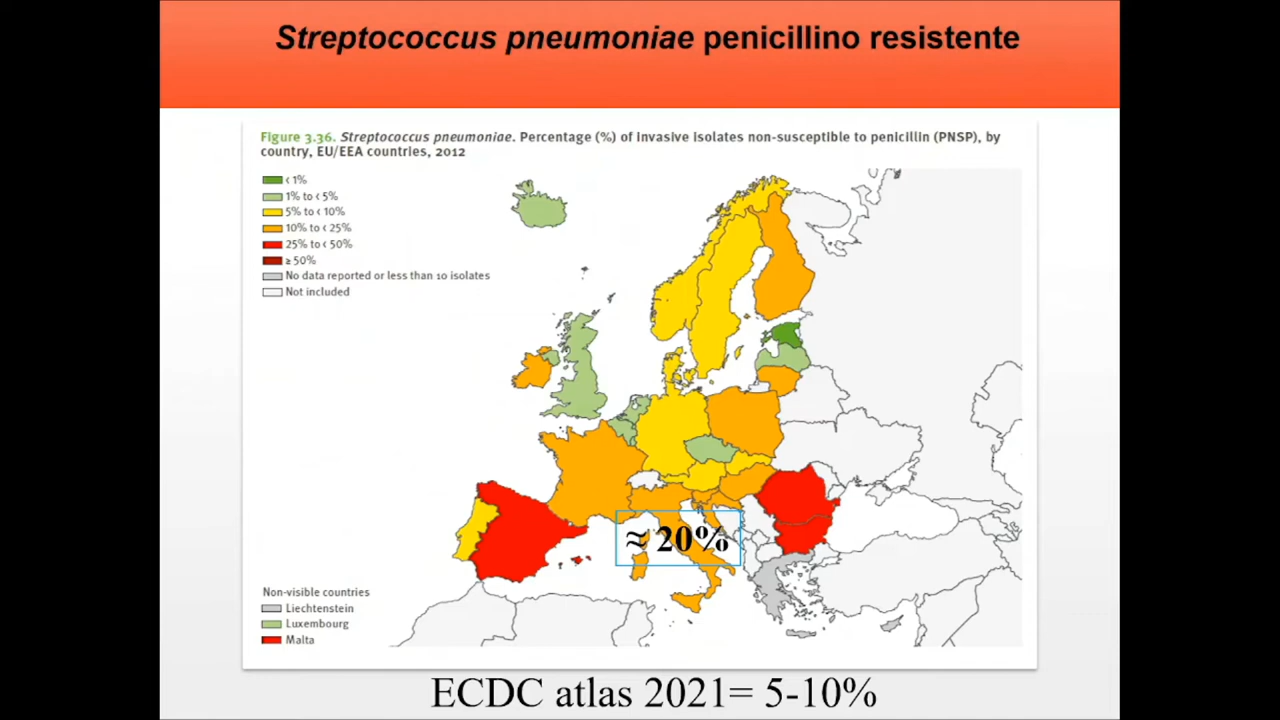 Streptococcus pneumoniae penicillino resistente
Figure 3.36. Streptococcus pneumoniae. Percentage (%) of invasive isolates non-susceptible to penicillin (PNSP), by
country, EU/EEA countries, 2012
< 1%
1% to < 5%
5% to < 10%
10% to < 25%
25% to < 50%
≥ 50%
No data reported or less than 10 isolates
Not included
≈ 20%
Non-visible countries
Liechtenstein
Luxembourg
Malta
ECDC atlas 2021= 5-10%